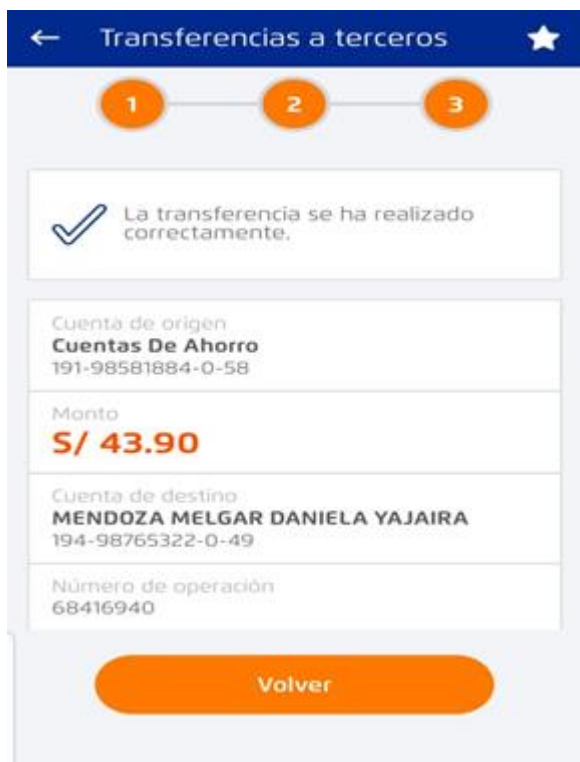 Transferencias a terceros
1 2 3
La transferencia se ha realizado
correctamente.
Cuenta de origen
Cuentas De Ahorro
191-98581884-0-58
Monto
S/ 43.90
Cuenta de destino
MENDOZA MELGAR DANIELA YAJAIRA
194-98765322-0-49
Número de operación
68416940
Volver